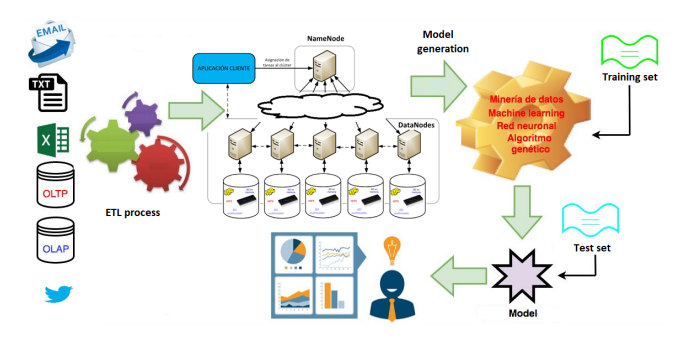 EMAIL
TXT
X
OLTP
OLAP
ETL process
APLICACIÓN CLIENTE
Asignación de
tareas al clúster
NameNode
DataNodes
Model
generation
Minería de datos
Machine learning
Red neuronal
Algoritmo
genético
Training set
Test set
Model